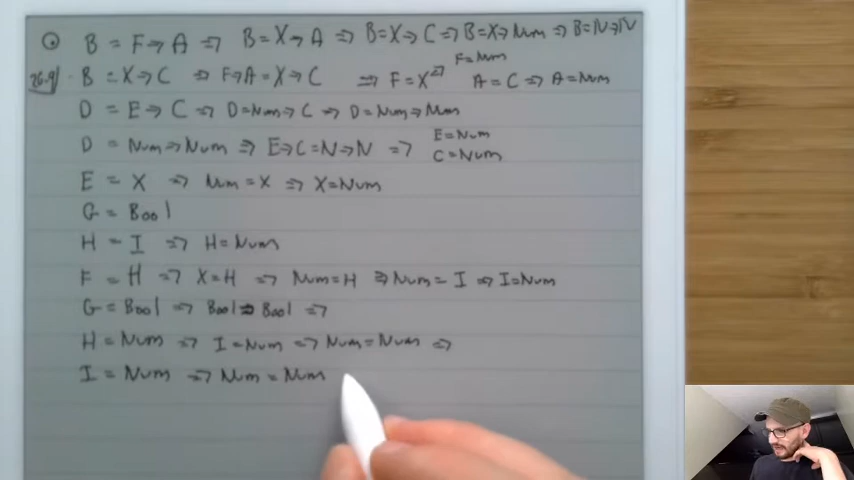 ⊙ B = F → A ⇒ B = X → A ⇒ B = X → C ⇒ B = X → Num ⇒ B = N → N
F = Num
B = X → C ⇒ F → A = X → C ⇒ F = X A = C ⇒ A = Num
D = E → C ⇒ D = Num → C ⇒ D = Num → Num
E = Num
D = Num → Num ⇒ E → C = N → N ⇒ C = Num
E = X ⇒ Num = X ⇒ X = Num
G = Bool
H = I ⇒ H = Num
F = H ⇒ X = H ⇒ Num = H ⇒ Num = I ⇒ I = Num
G = Bool ⇒ Bool = Bool ⇒
H = Num ⇒ I = Num ⇒ Num = Num ⇒
I = Num ⇒ Num = Num